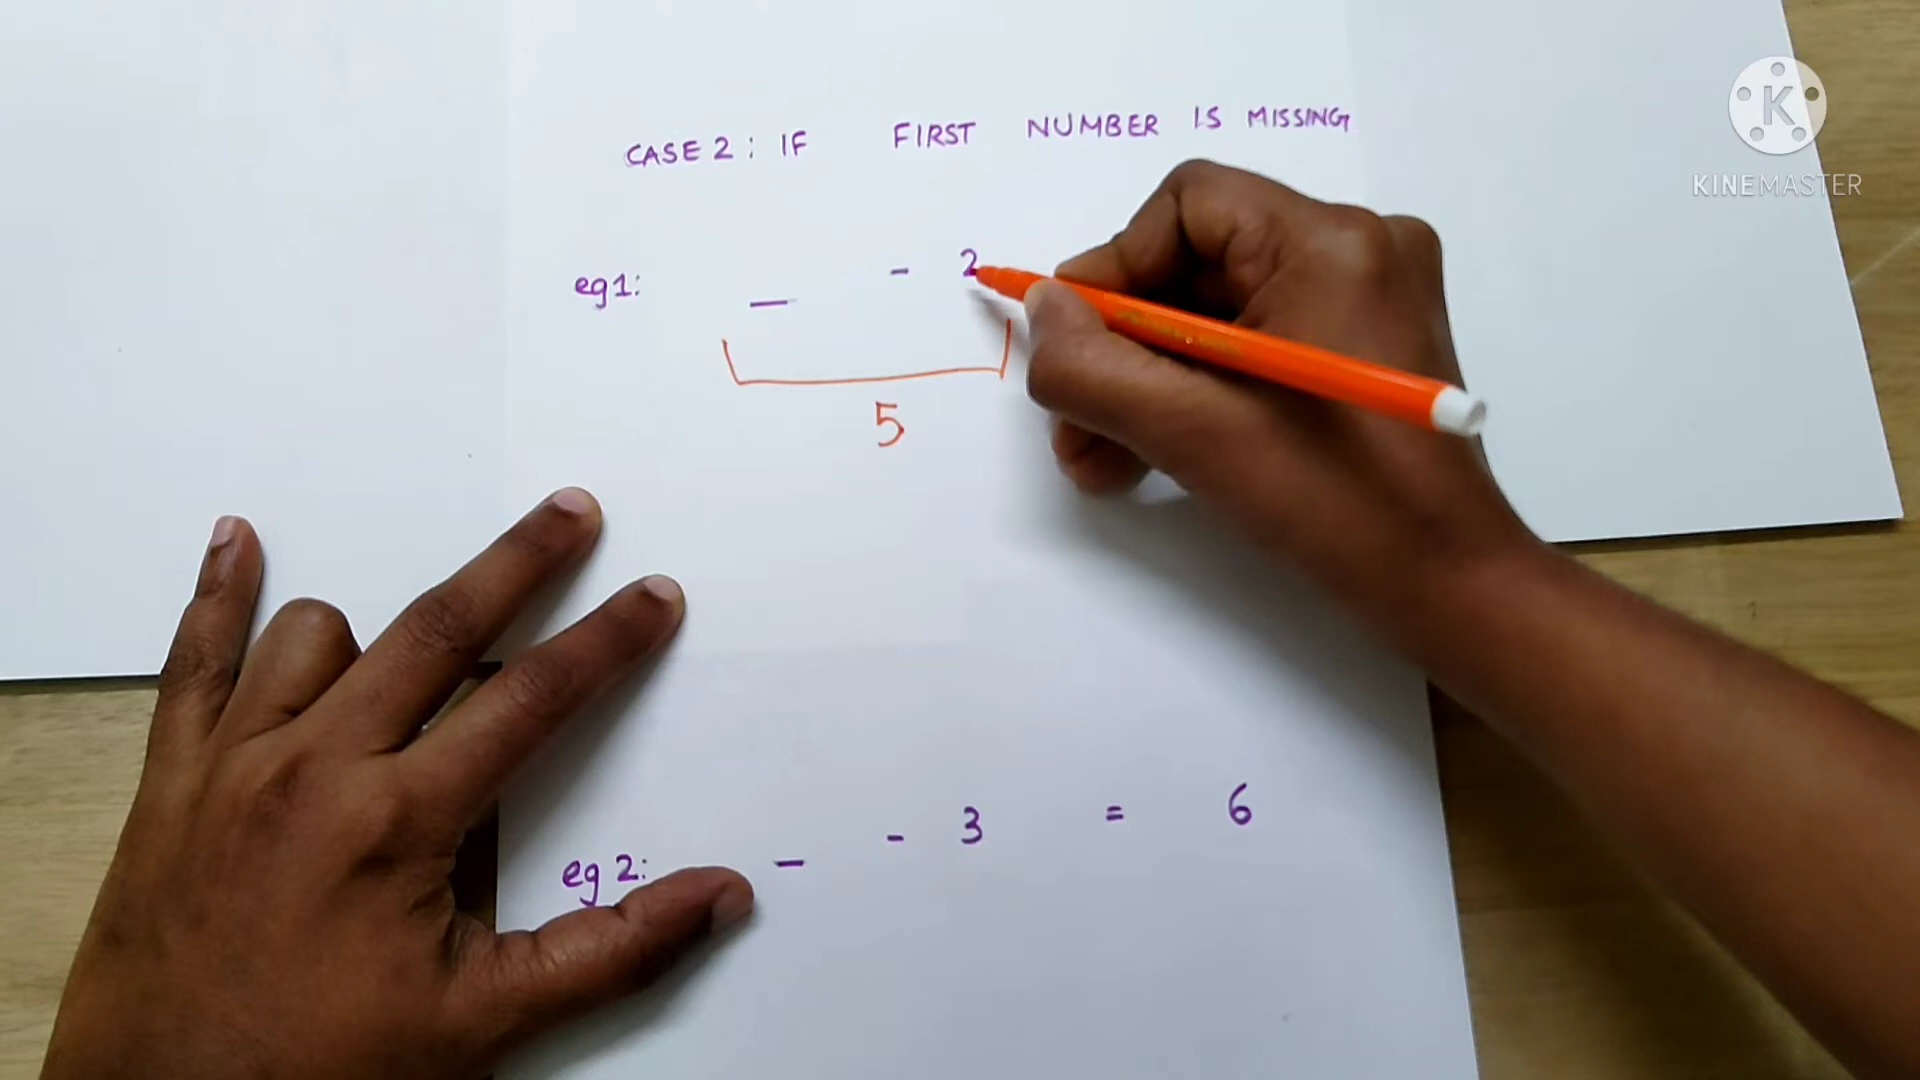 CASE 2 : IF FIRST NUMBER IS MISSING
KINEMASTER
eg1: _ - 2
5
eg 2: _ - 3 = 6